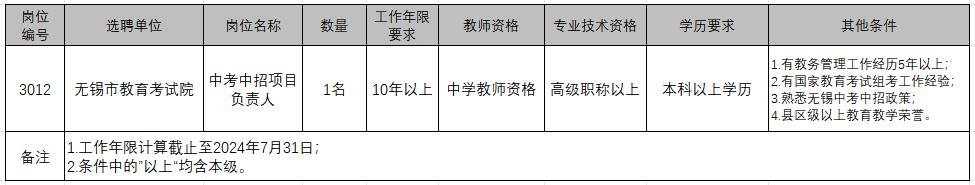 岗位编号 选聘单位 岗位名称 数量 工作年限要求 教师资格 专业技术资格 学历要求 其他条件
3012 无锡市教育考试院 中考中招项目负责人 1名 10年以上 中学教师资格 高级职称以上 本科以上学历
1.有教务管理工作经历5年以上；
2.有国家教育考试组考工作经验；
3.熟悉无锡中考中招政策；
4.县区级以上教育教学荣誉。
备注
1.工作年限计算截止至2024年7月31日；
2.条件中的”以上“均含本级。